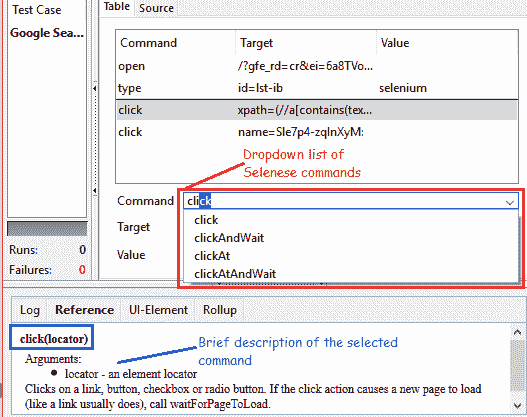 Test Case
Google Sea...
Table Source
Command Target Value
open /?gfe_rd=cr&ei=6a8TVo...
type id=lst-ib selenium
click xpath=(//a[contains(tex...
click name=Sle7p4-zqlnXyM:
Dropdown list of
Selenese commands
Command click
Target
Value
click
clickAndWait
clickAt
clickAtAndWait
Runs: 0
Failures: 0
Log Reference UI-Element Rollup
click(locator)
Brief description of the selected
command
Arguments:
• locator - an element locator
Clicks on a link, button, checkbox or radio button. If the click action causes a new page to load
(like a link usually does), call waitForPageToLoad.